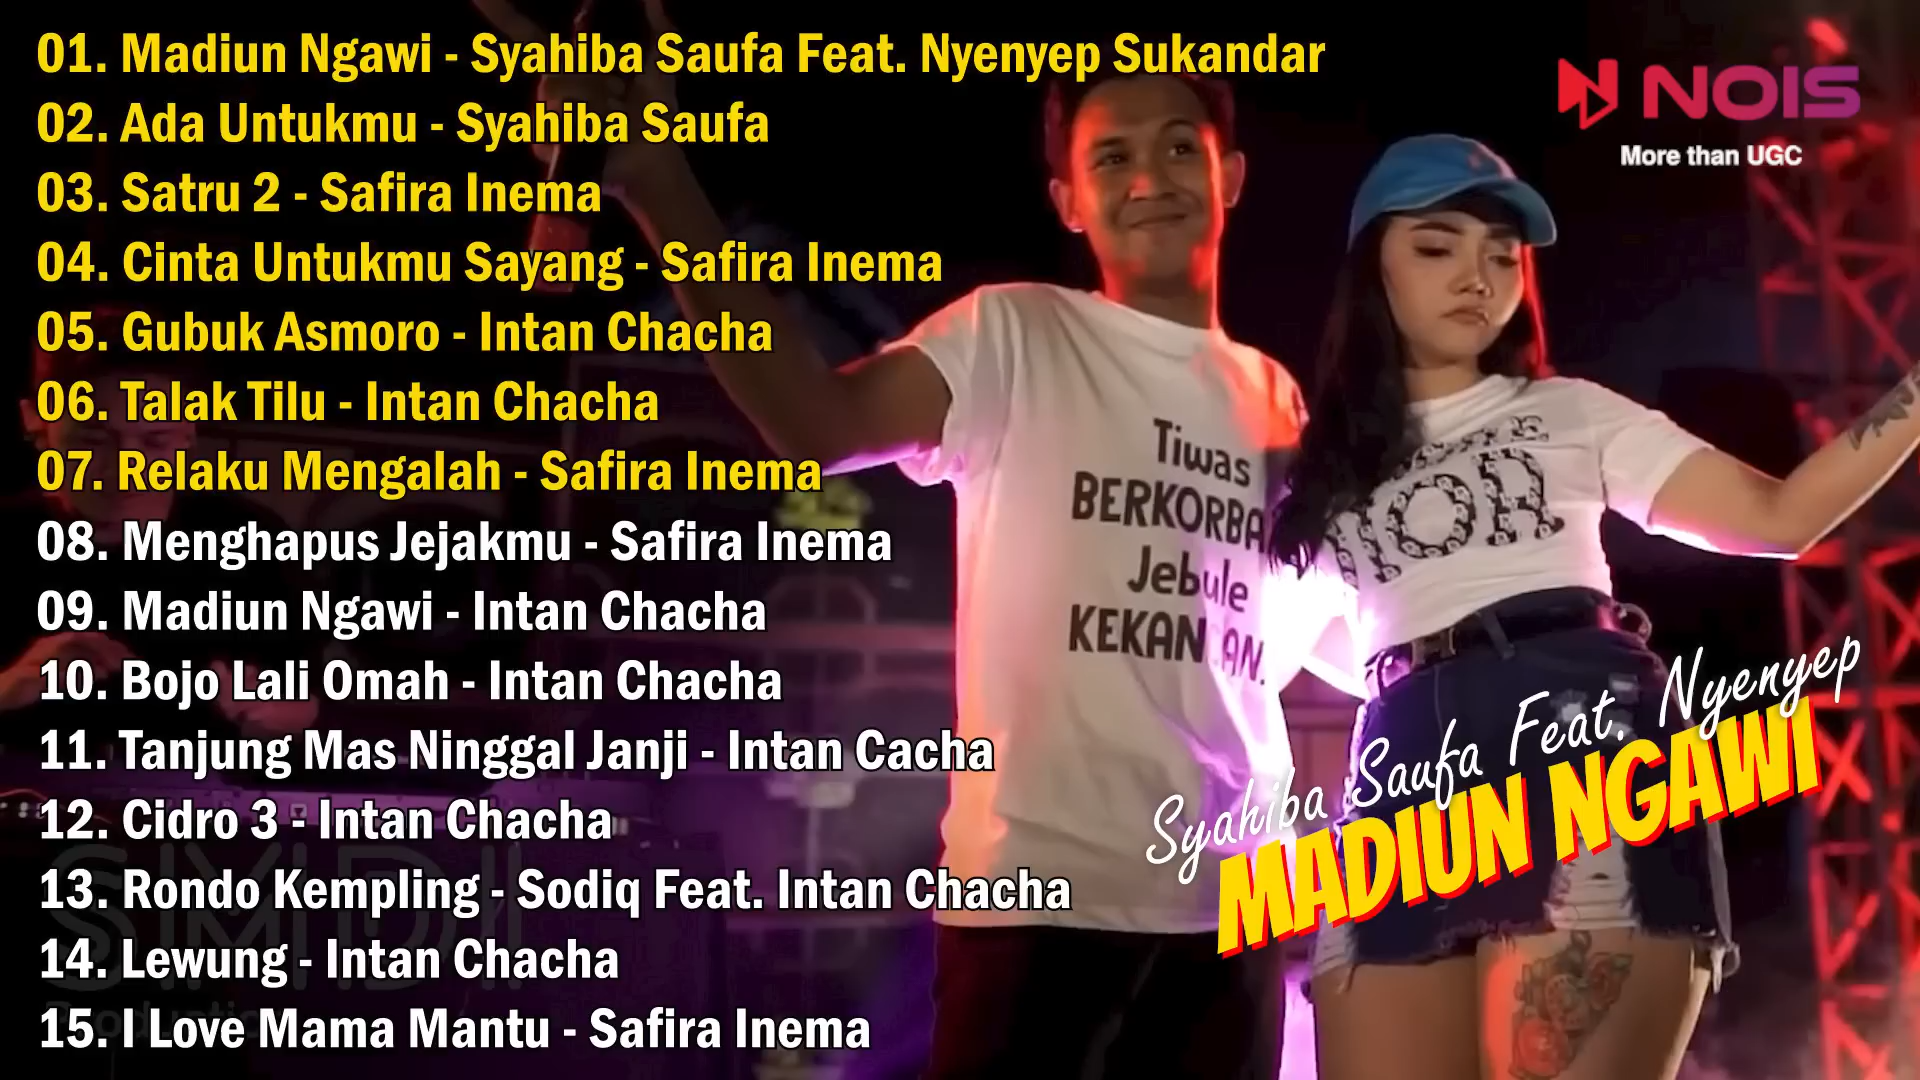 01. Madiun Ngawi - Syahiba Saufa Feat. Nyenyep Sukandar
02. Ada Untukmu - Syahiba Saufa
03. Satru 2 - Safira Inema
04. Cinta Untukmu Sayang - Safira Inema
05. Gubuk Asmoro - Intan Chacha
06. Talak Tilu - Intan Chacha
07. Relaku Mengalah - Safira Inema
08. Menghapus Jejakmu - Safira Inema
09. Madiun Ngawi - Intan Chacha
10. Bojo Lali Omah - Intan Chacha
11. Tanjung Mas Ninggal Janji - Intan Cacha
12. Cidro 3 - Intan Chacha
13. Rondo Kempling - Sodiq Feat. Intan Chacha
14. Lewung - Intan Chacha
15. I Love Mama Mantu - Safira Inema
NOIS
More than UGC
Tiwas
BERKORBA
Jebule
Syahiba Saufa Feat. Nyenyep
MADIUN NGAWI